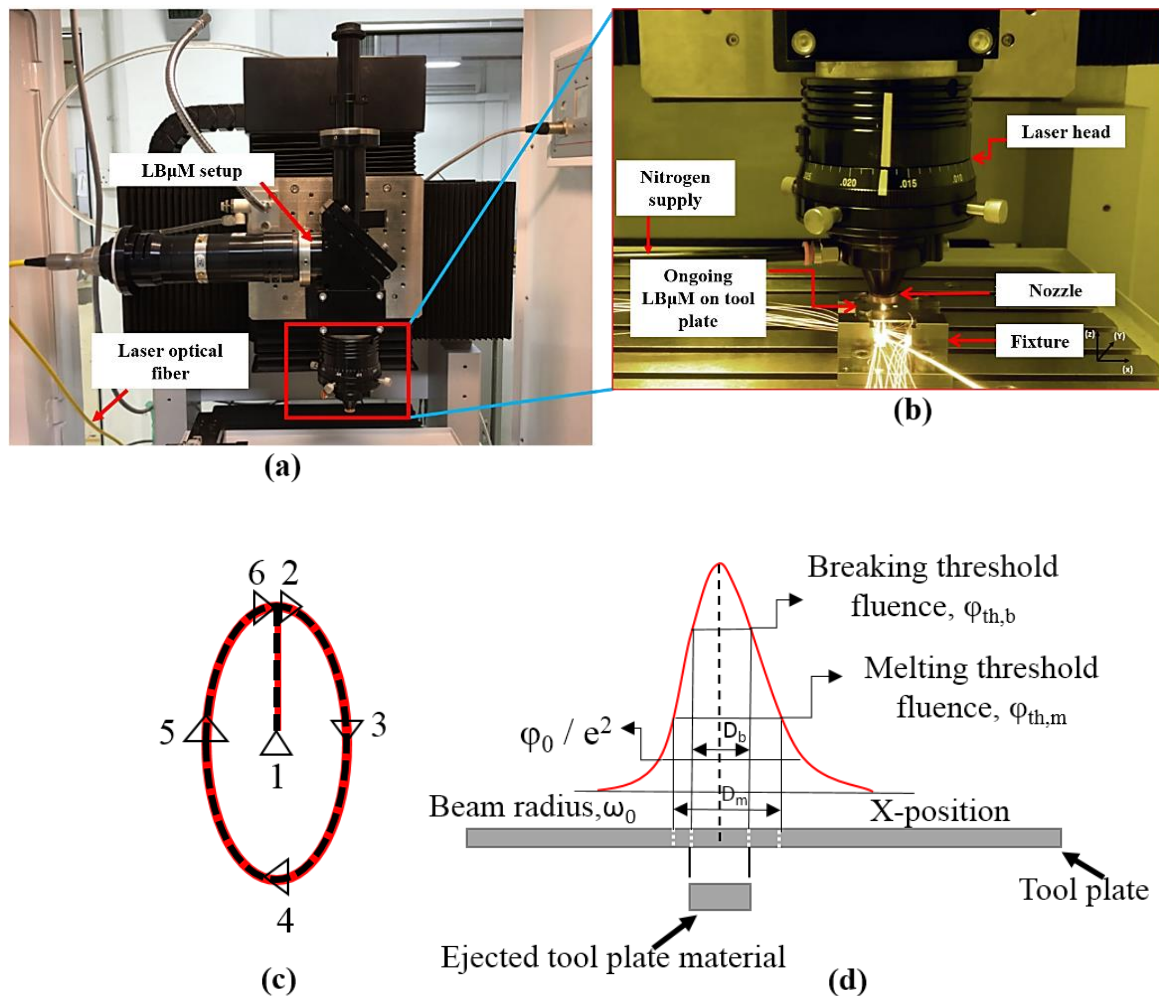 LBμM setup
Laser optical
fiber
(a)
Laser head
Nitrogen
supply
.020
.015
.010
Ongoing
LBμM on tool
plate
Nozzle
Fixture
(z)
(Y)
(x)
(b)
6
2
5
3
1
4
(c)
Breaking threshold
fluence, φth,b
Melting threshold
fluence, φth,m
φ0 / e2
Db
Dm
Beam radius,ω0
X-position
Tool plate
Ejected tool plate material
(d)